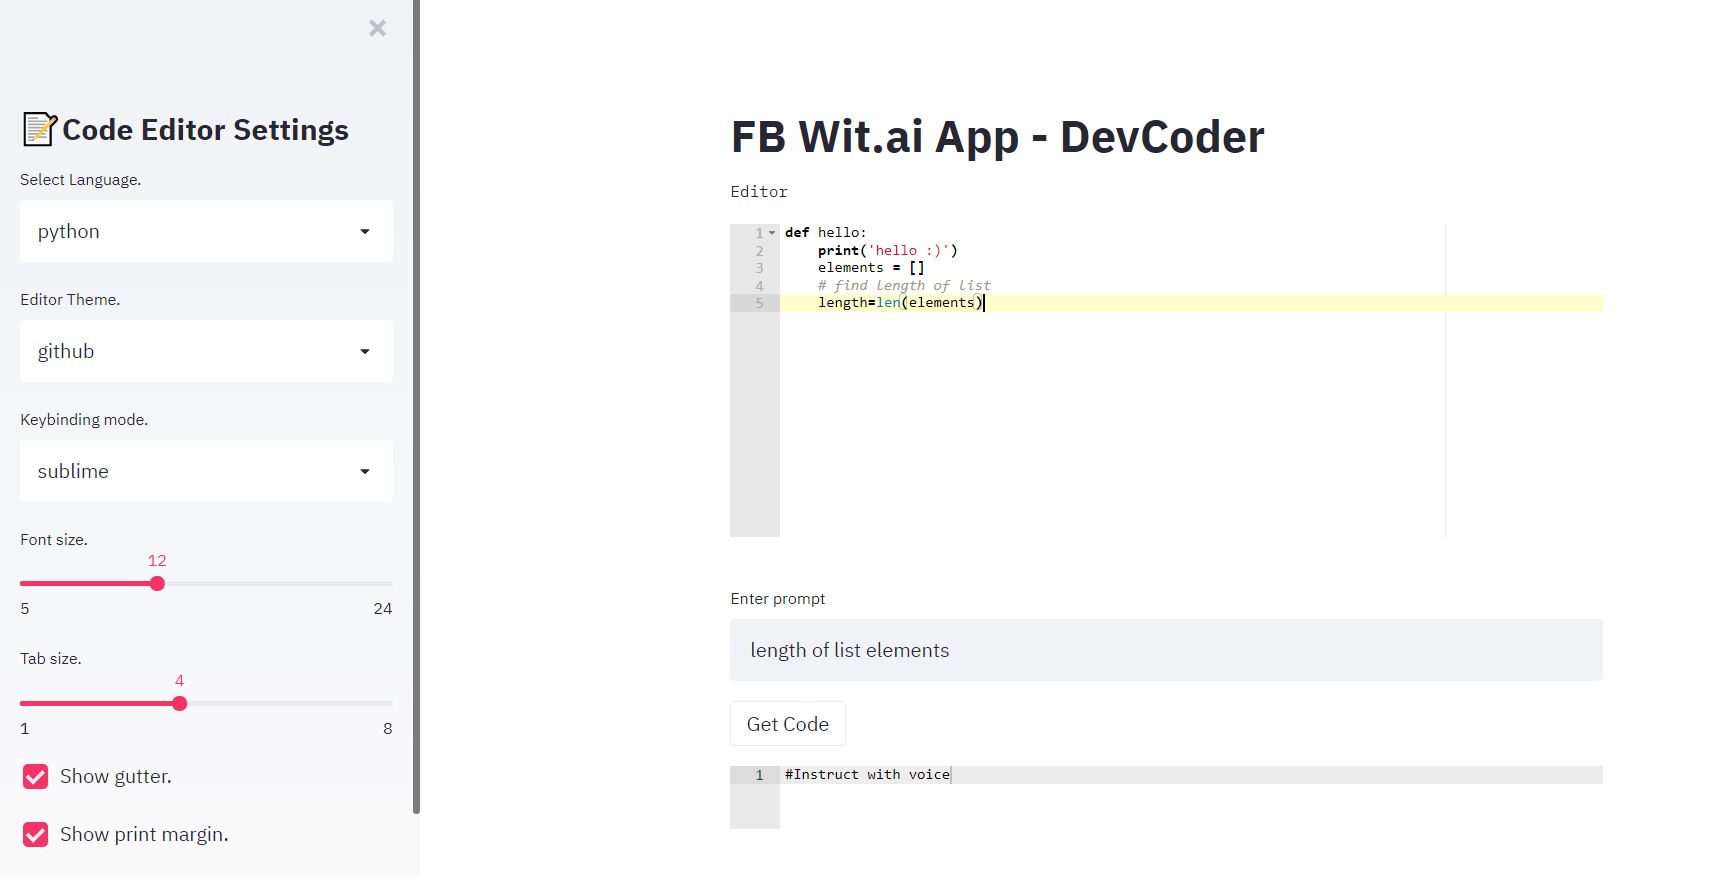 ×
Code Editor Settings
Select Language.
python
Editor Theme.
github
Keybinding mode.
sublime
Font size.
12
5 24
Tab size.
4
1 8
Show gutter.
Show print margin.
FB Wit.ai App - DevCoder
Editor
1 def hello:
2     print('hello :)')
3     elements = []
4     # find length of list
5     length=len(elements)
Enter prompt
length of list elements
Get Code
1 #Instruct with voice